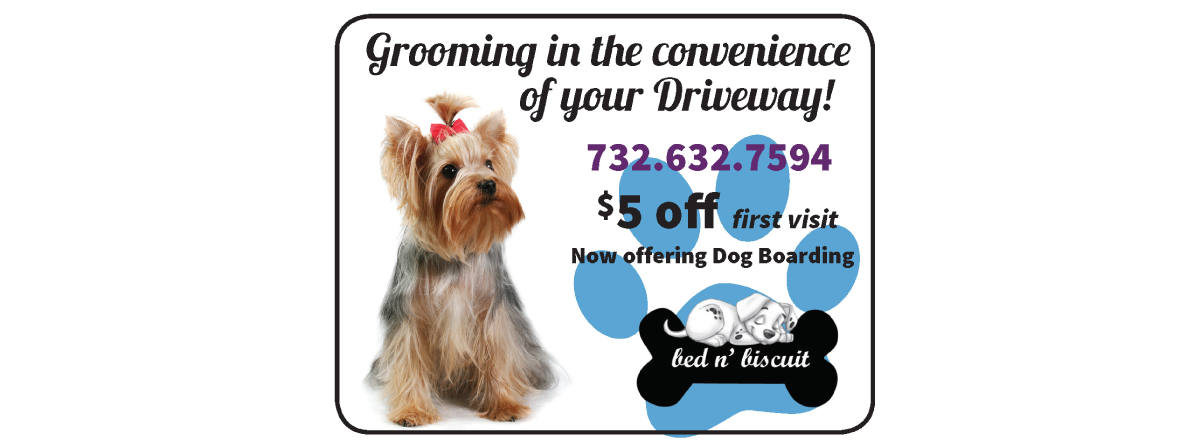 Grooming in the convenience
of your Driveway!
732.632.7594
$5 off first visit
Now offering Dog Boarding
bed n' biscuit